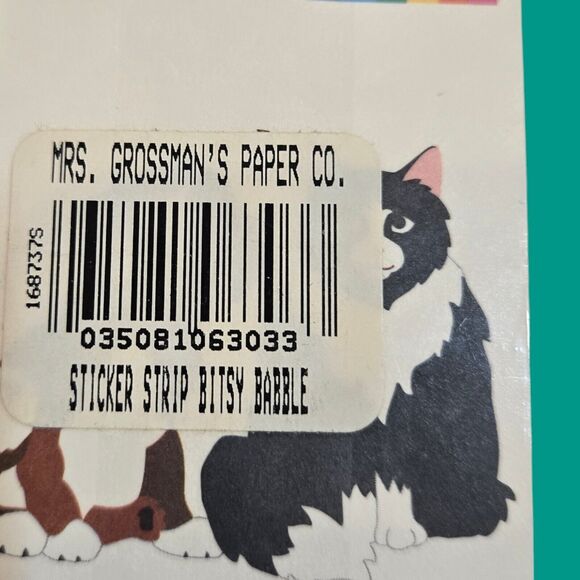 MRS. GROSSMAN'S PAPER CO.
168737S
035081063033
STICKER STRIP BITSY BABBLE